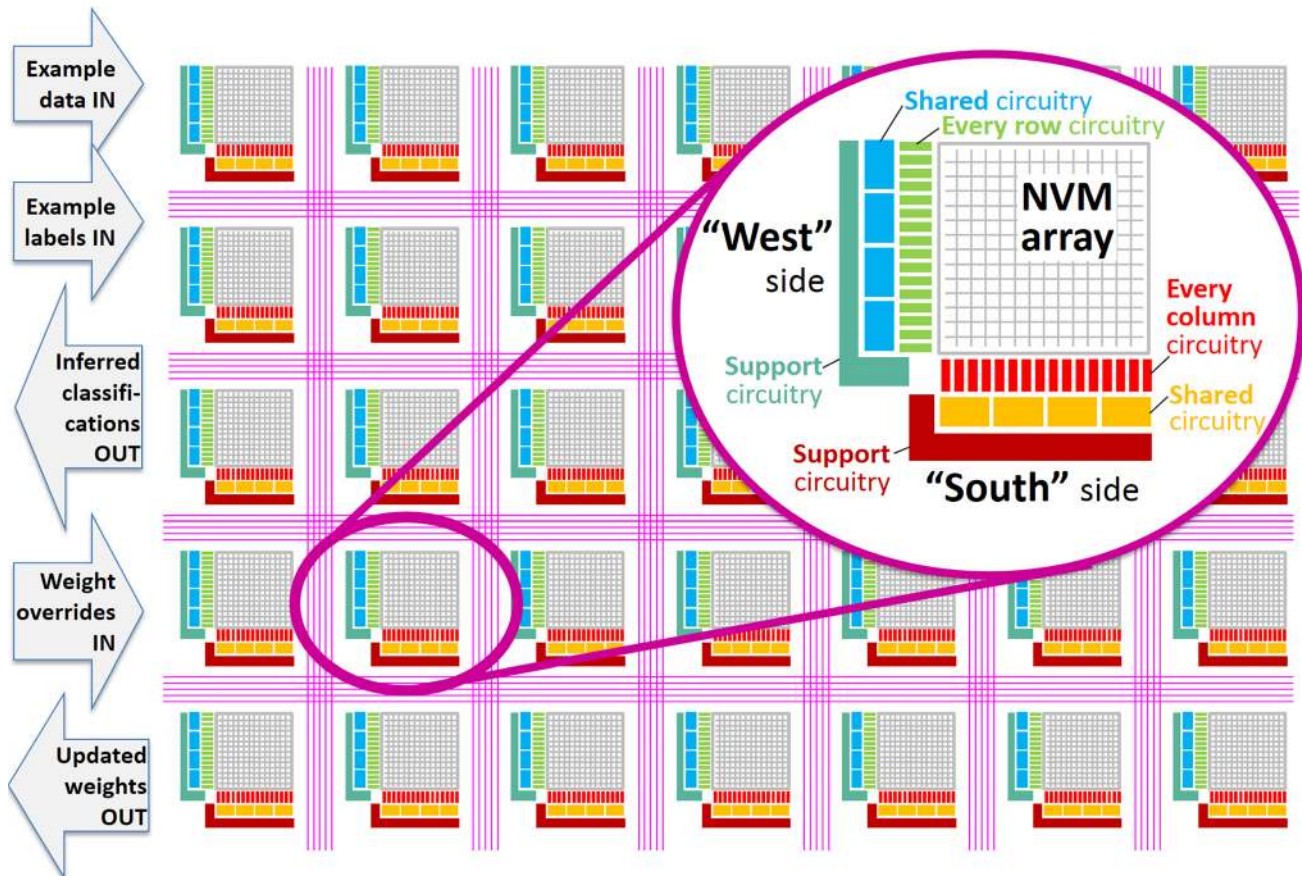 Example
data IN
Example
labels IN
Inferred
classifi-
cations
OUT
Weight
overrides
IN
Updated
weights
OUT
Shared circuitry
Every row circuitry
NVM
array
“West”
side
Every
column
circuitry
Support
circuitry
Shared
circuitry
Support
circuitry
“South” side